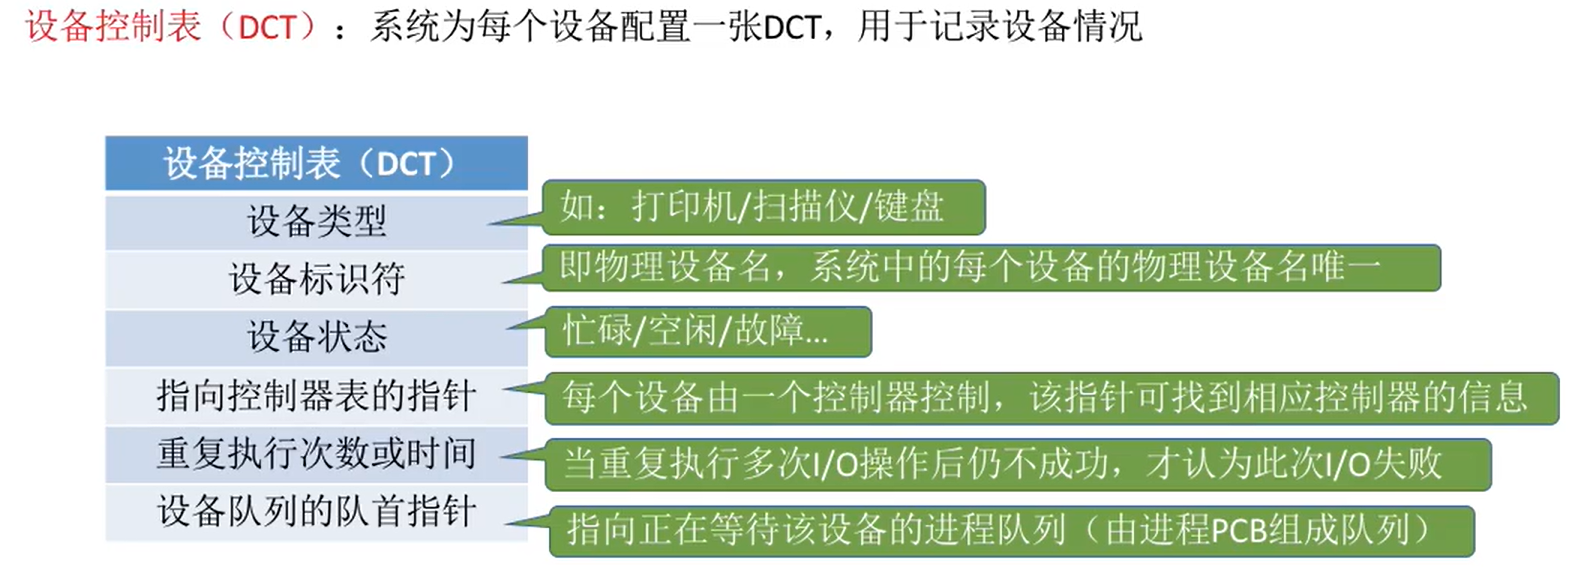 设备控制表（DCT）：系统为每个设备配置一张DCT，用于记录设备情况
设备控制表（DCT）
设备类型
如：打印机/扫描仪/键盘
设备标识符
即物理设备名，系统中的每个设备的物理设备名唯一
设备状态
忙碌/空闲/故障...
指向控制器表的指针
每个设备由一个控制器控制，该指针可找到相应控制器的信息
重复执行次数或时间
当重复执行多次I/O操作后仍不成功，才认为此次I/O失败
设备队列的队首指针
指向正在等待该设备的进程队列（由进程PCB组成队列）